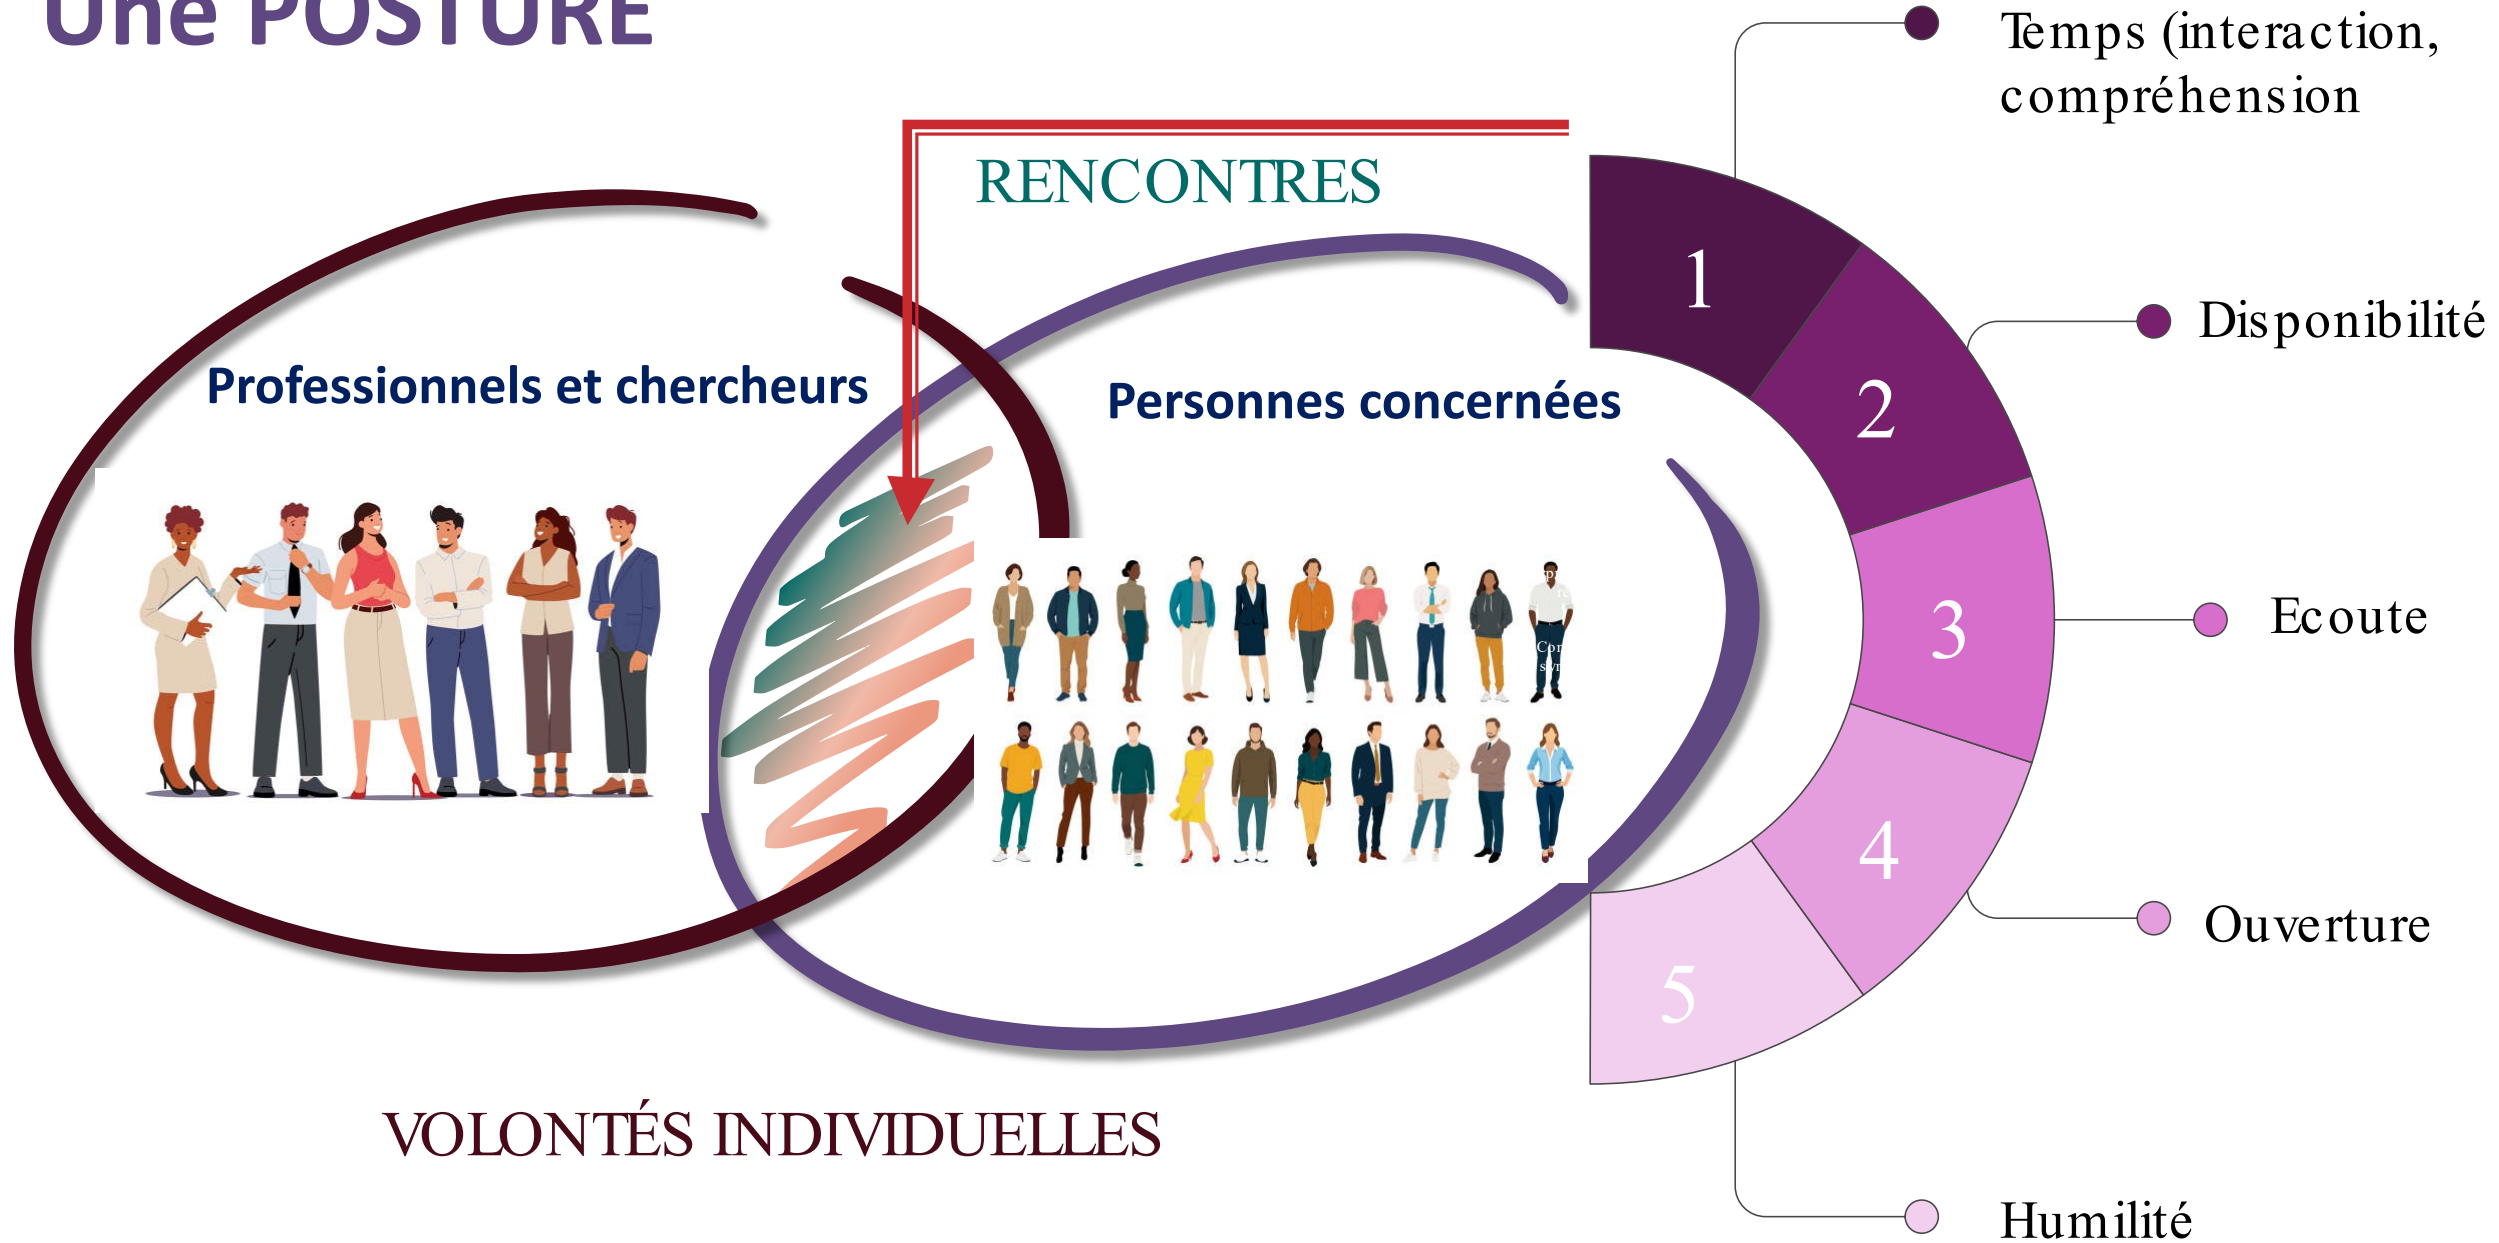 Une POSTURE
Temps (interaction,
compréhension
RENCONTRES
1
Disponibilité
Professionnels et chercheurs
Personnes concernées
2
3
Ecoute
4
Ouverture
5
VOLONTÉS INDIVIDUELLES
Humilité